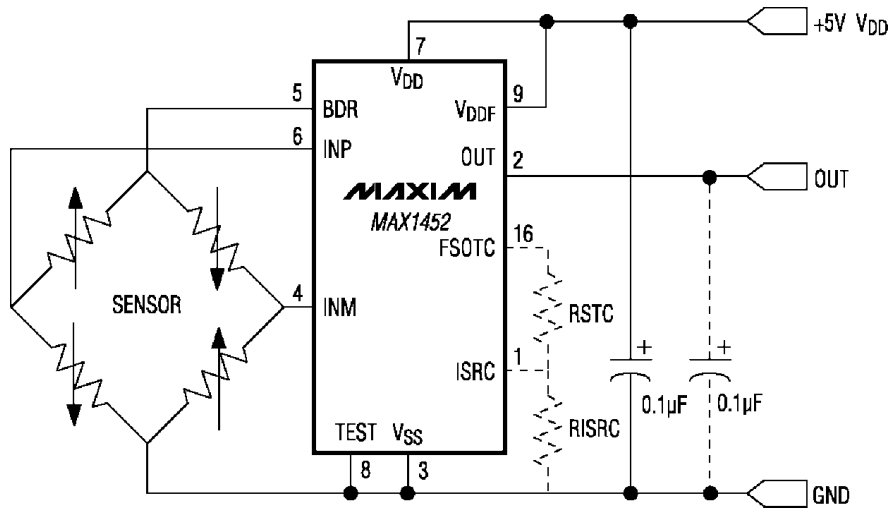 +5V VDD
7
VDD
5
BDR
9
VDDF
6
INP
OUT
2
OUT
MAXIM
MAX1452
16
FSOTC
SENSOR
4
INM
RSTC
1
ISRC
+
+
0.1µF
0.1µF
RISRC
TEST
VSS
8
3
GND